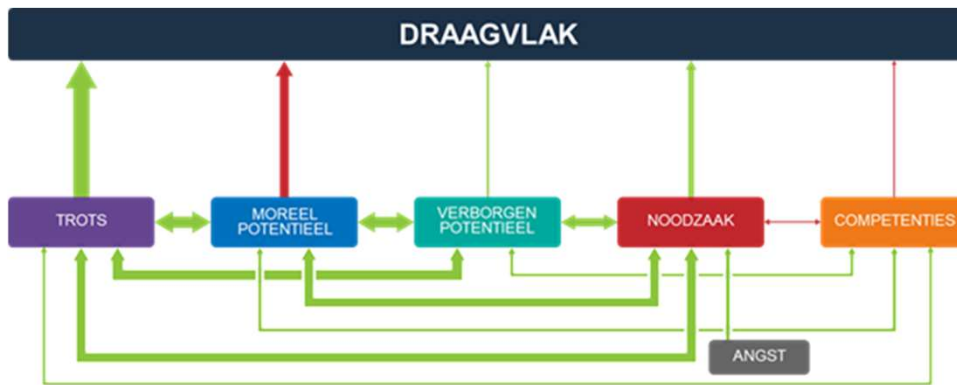 DRAAGVLAK
TROTS
MOREEL
POTENTIEEL
VERBORGEN
POTENTIEEL
NOODZAAK
COMPETENTIES
ANGST